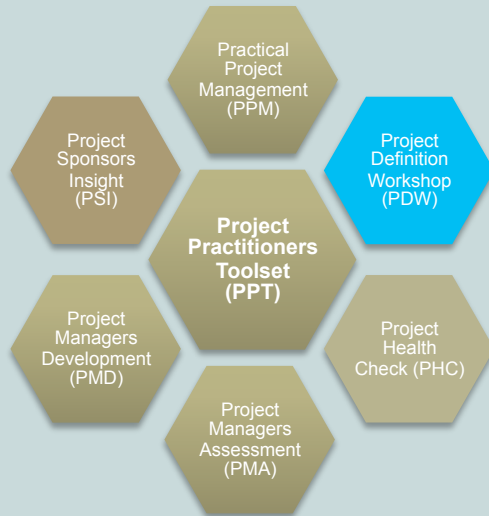 Practical
Project
Management
(PPM)
Project
Sponsors
Insight
(PSI)
Project
Definition
Workshop
(PDW)
Project
Practitioners
Toolset
(PPT)
Project
Managers
Development
(PMD)
Project
Health
Check (PHC)
Project
Managers
Assessment
(PMA)